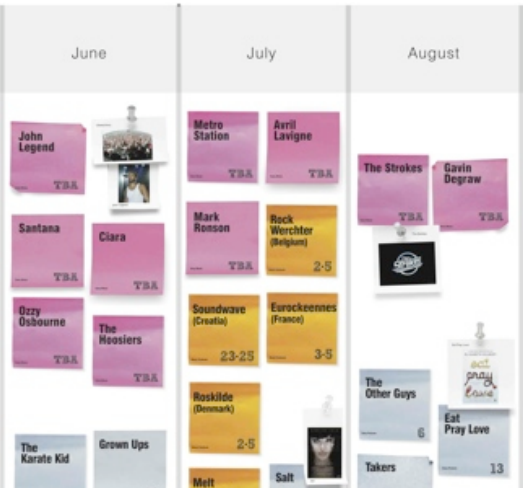 June
July
August
John
Legend
TBA
Santana
TBA
Ciara
TBA
Ozzy
Osbourne
TBA
The
Hoosiers
TBA
The
Karate Kid
Grown Ups
Metro
Station
TBA
Avril
Lavigne
TBA
Mark
Ronson
TBA
Rock
Werchter
(Belgium)
2-5
Soundwave
(Croatia)
23-25
Eurockeennes
(France)
3-5
Roskilde
(Denmark)
2-5
Melt
Salt
The Strokes
TBA
Gavin
Degraw
TBA
The
Other Guys
6
eat
pray
love
Eat
Pray Love
13
Takers